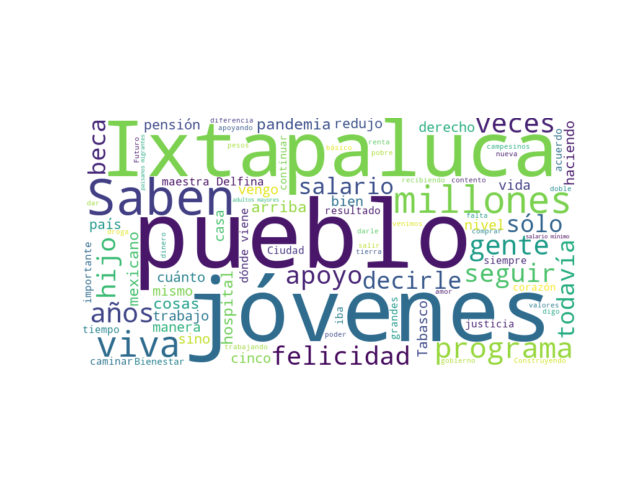 diferencia
apoyando
pensión
pandemia
redujo
derecho
veces
beca
Futuro
Ixtapaluca
pesos
renta
básico
pobre
continuar
campesinos
nueva
acuerdo
haciendo
paisanos migrantes
maestra Delfina
vengo
salario
recibiendo
contento
vida
doble
Saben
adultos mayores
arriba
bien
millones
dar
resultado
país
casa
dónde viene
pueblo
darle
venimos
falta
nivel
sólo
salario mínimo
hijo
mexicano
droga
dinero
Ciudad
salir
tierra
gente
siempre
todavía
importante
cuánto
mismo
cosas
hospital
apoyo
decirle
amor
seguir
corazón
años
trabajo
jóvenes
iba
grandes
Tabasco
valores
digo
tiempo
manera
sino
poder
justicia
viva
cinco
trabajando
felicidad
programa
caminar
Bienestar
gobierno
Construyendo